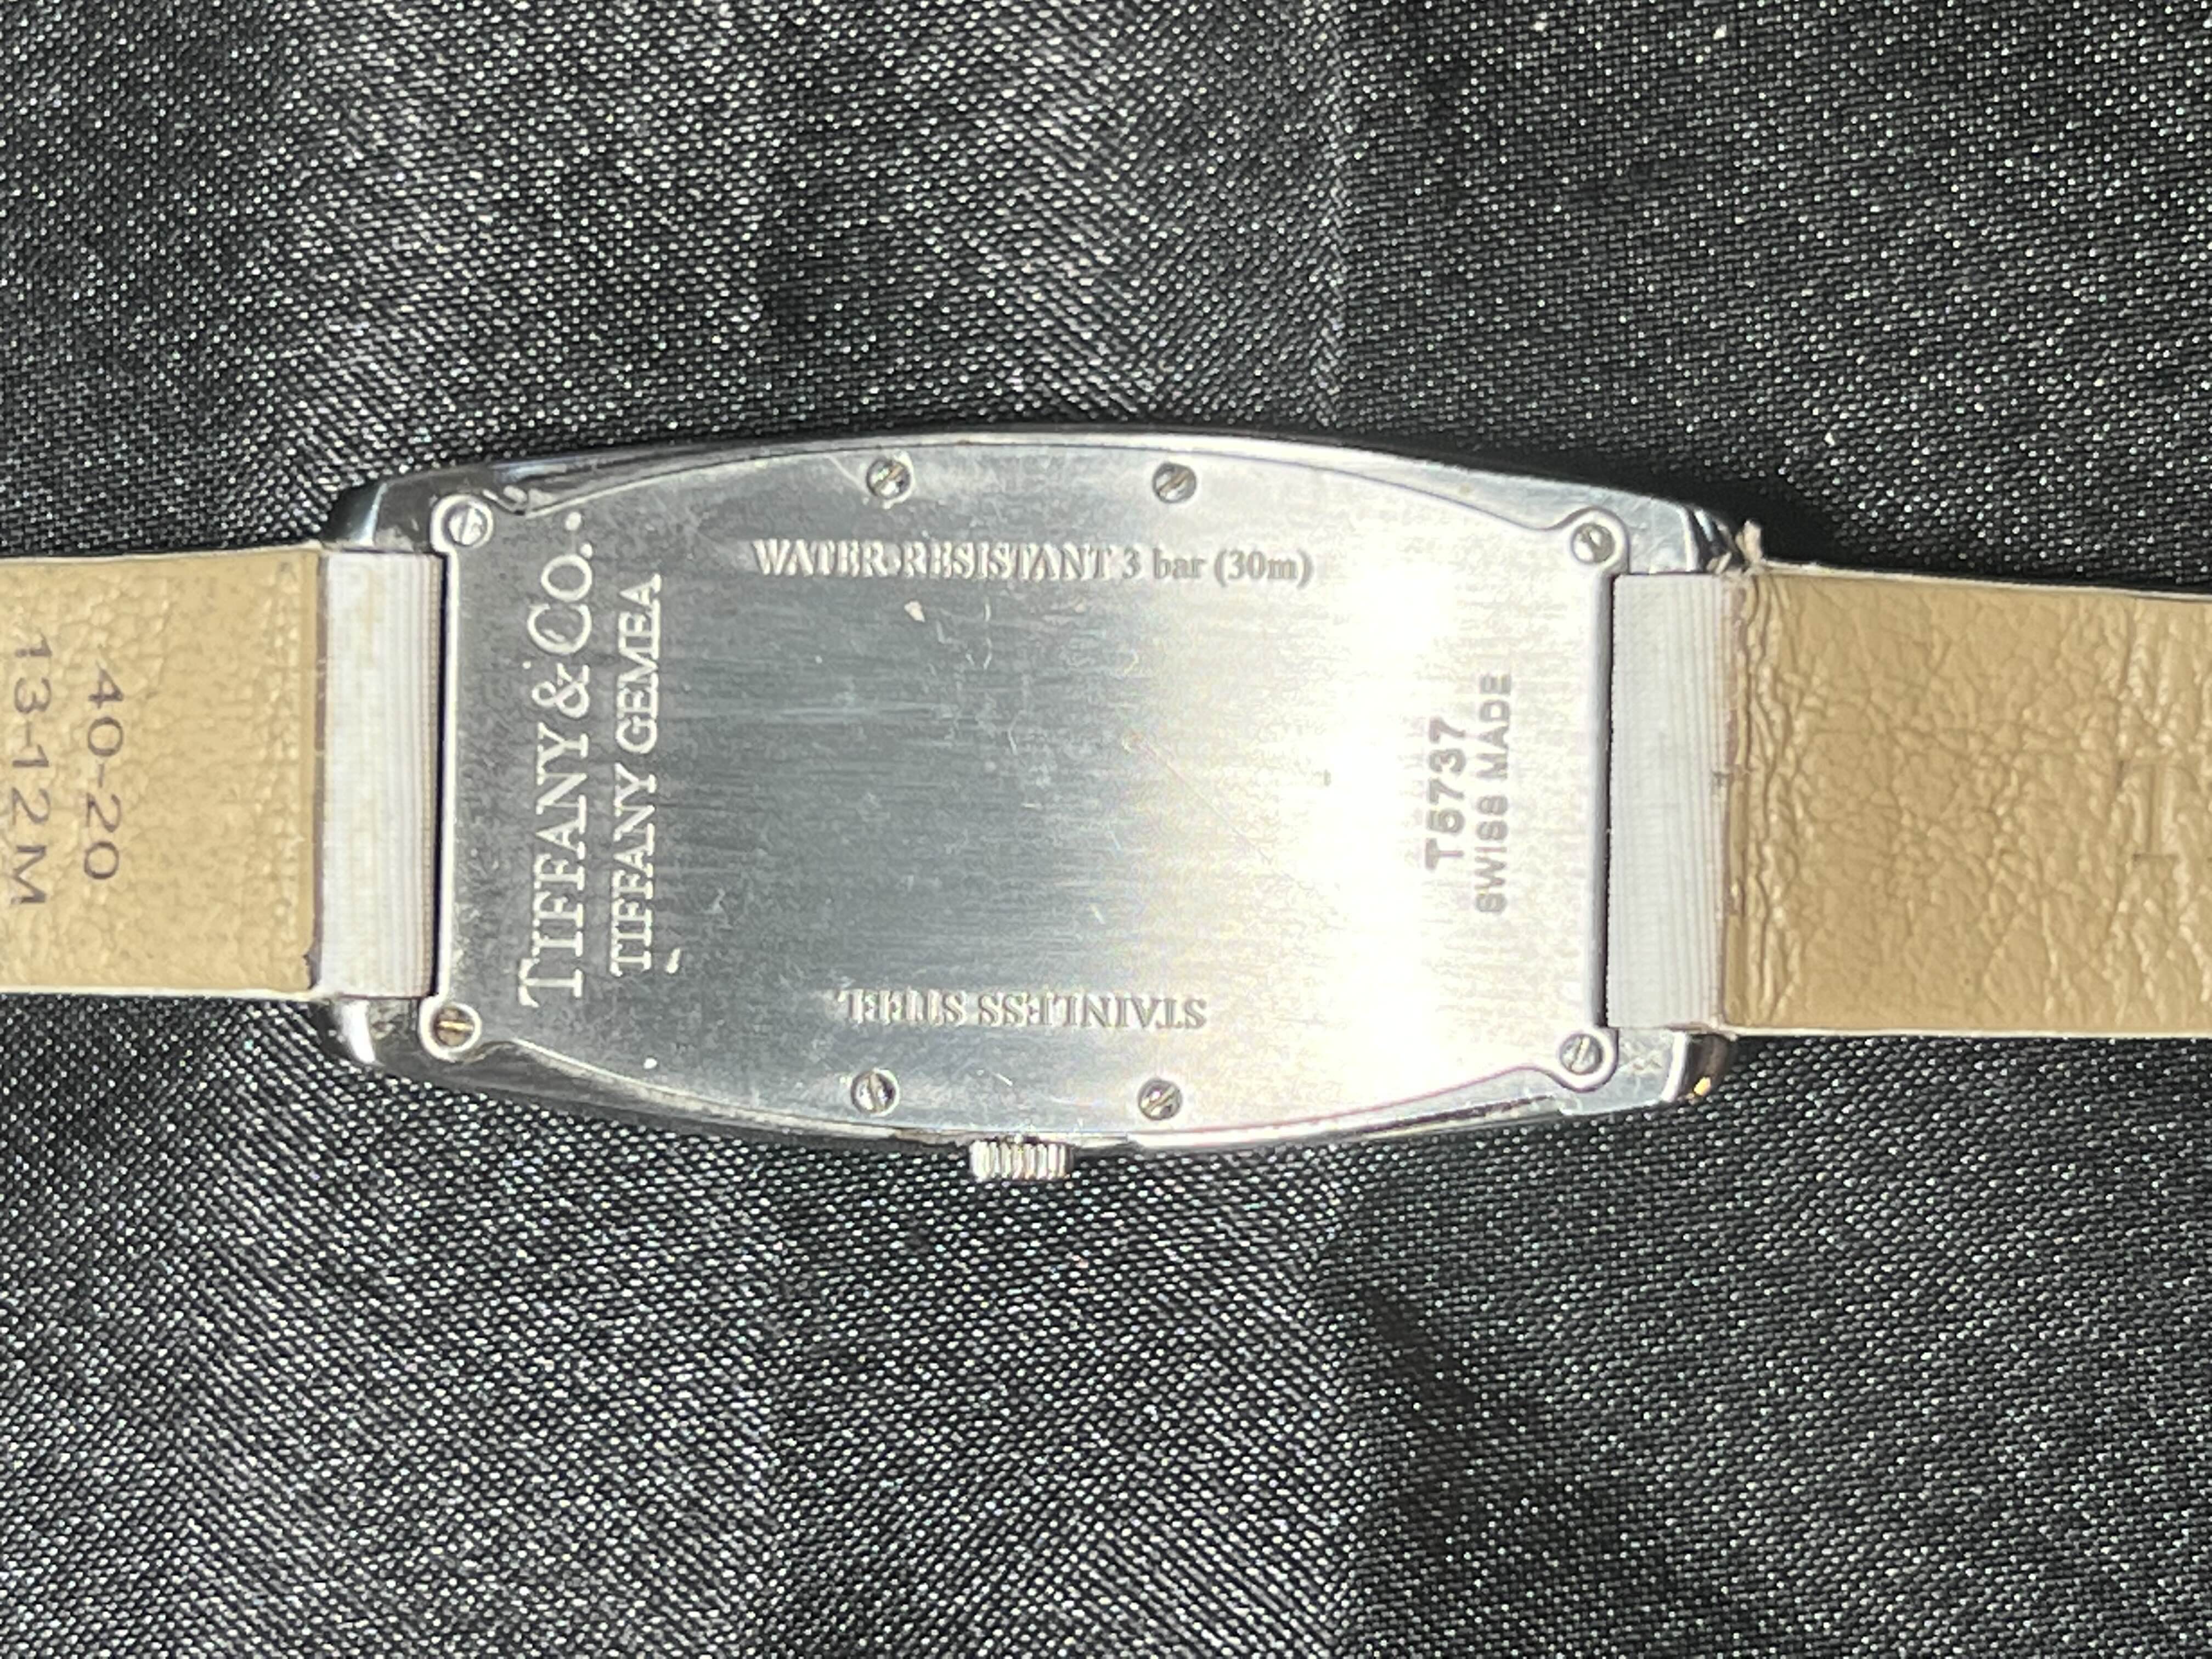 TIFFANY & CO.
TIFFANY GEMEA
WATER-RESISTANT 3 bar (30m)
STAINLESS STEEL
T5737
SWISS MADE
40-20
13-12 M